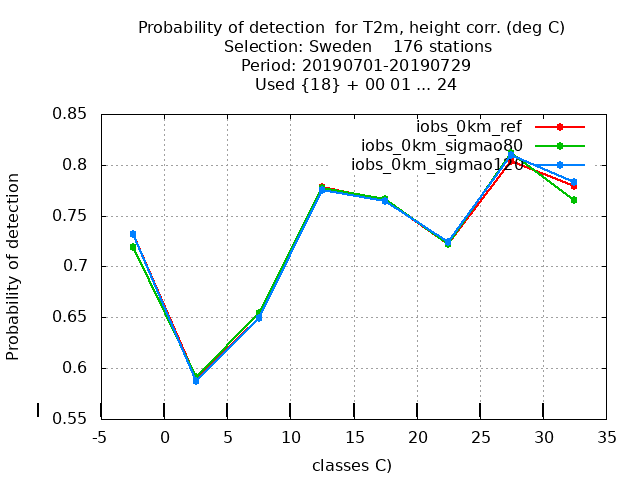 Probability of detection  for T2m, height corr. (deg C)
Selection: Sweden    176 stations
Period: 20190701-20190729
Used {18} + 00 01 ... 24
iobs_0km_ref
iobs_0km_sigmao80
iobs_0km_sigmao120
Probability of detection
0.85
0.8
0.75
0.7
0.65
0.6
0.55
-5 0 5 10 15 20 25 30 35
classes C)